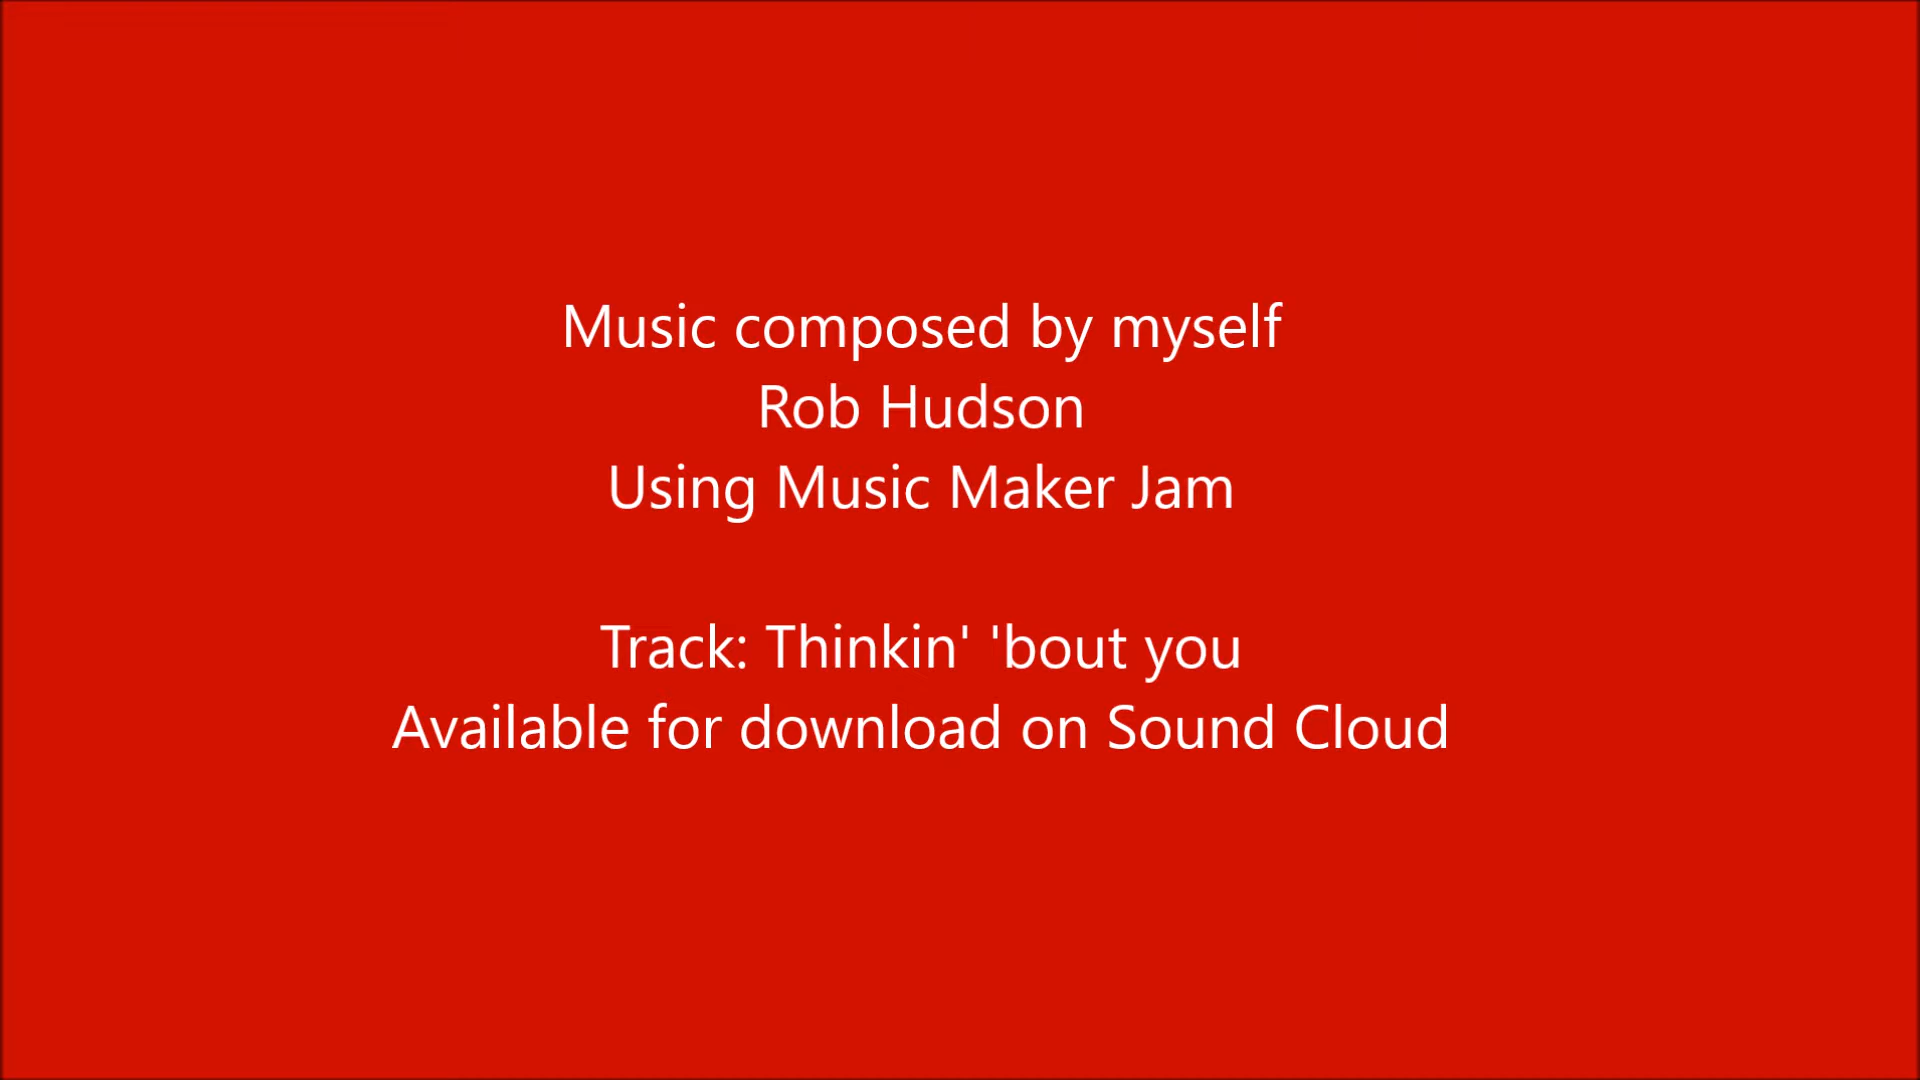 Music composed by myself
Rob Hudson
Using Music Maker Jam
Track: Thinkin' 'bout you
Available for download on Sound Cloud